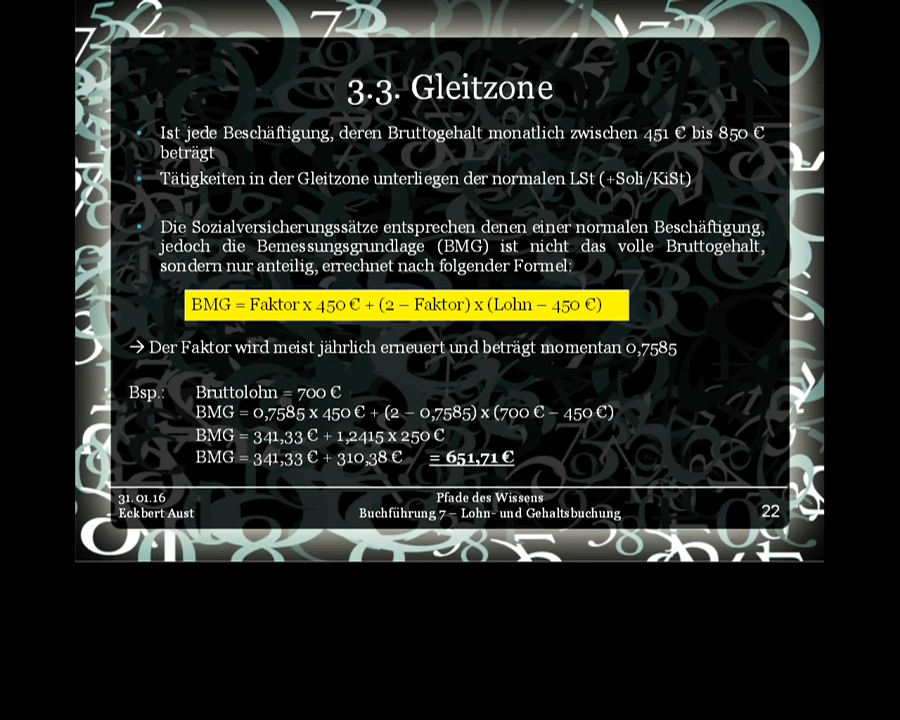 3.3. Gleitzone
• Ist jede Beschäftigung, deren Bruttogehalt monatlich zwischen 451 € bis 850 €
beträgt
• Tätigkeiten in der Gleitzone unterliegen der normalen LSt (+Soli/KiSt)
• Die Sozialversicherungssätze entsprechen denen einer normalen Beschäftigung,
jedoch die Bemessungsgrundlage (BMG) ist nicht das volle Bruttogehalt,
sondern nur anteilig, errechnet nach folgender Formel:
BMG = Faktor x 450 € + (2 – Faktor) x (Lohn – 450 €)
→ Der Faktor wird meist jährlich erneuert und beträgt momentan 0,7585
Bsp.: Bruttolohn = 700 €
BMG = 0,7585 x 450 € + (2 – 0,7585) x (700 € – 450 €)
BMG = 341,33 € + 1,2415 x 250 €
BMG = 341,33 € + 310,38 € = 651,71 €
31.01.16
Eckbert Aust
Pfade des Wissens
Buchführung 7 – Lohn- und Gehaltsbuchung
22